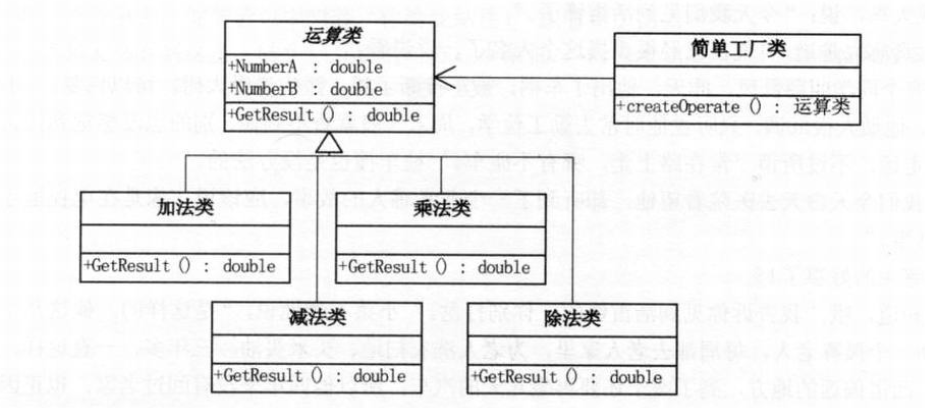 运算类
+NumberA : double
+NumberB : double
+GetResult () : double
简单工厂类
+createOperate () : 运算类
加法类
+GetResult () : double
乘法类
+GetResult () : double
减法类
+GetResult () : double
除法类
+GetResult () : double